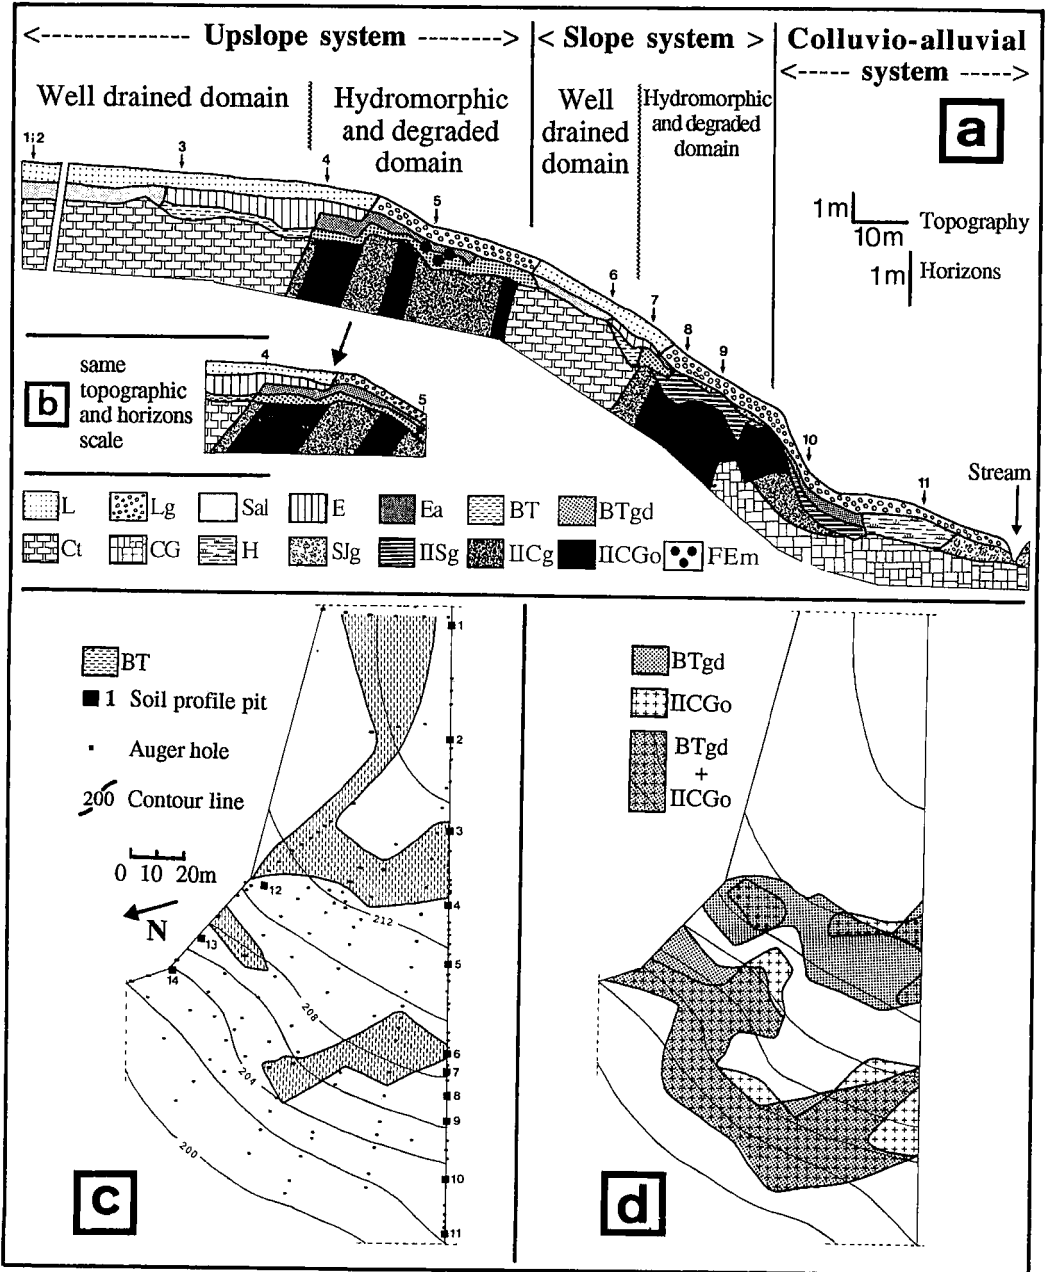 <------------- Upslope system --------> < Slope system > Colluvio-alluvial
<----- system ----->
Well drained domain
Hydromorphic
and degraded
domain
Well
drained
domain
Hydromorphic
and degraded
domain
a
1;2
3
4
5
6
7
8
9
10
11
1m
10m
Topography
1m
Horizons
Stream
b
same
topographic
and horizons
scale
4
5
L
Lg
Sal
E
Ea
BT
BTgd
Ct
CG
H
SJg
IISg
IICg
IICGo
FEm
BT
1 Soil profile pit
Auger hole
200 Contour line
0 10 20m
N
1
2
3
4
5
6
7
8
9
10
11
12
13
14
212
208
204
200
c
BTgd
IICGo
BTgd
+
IICGo
d